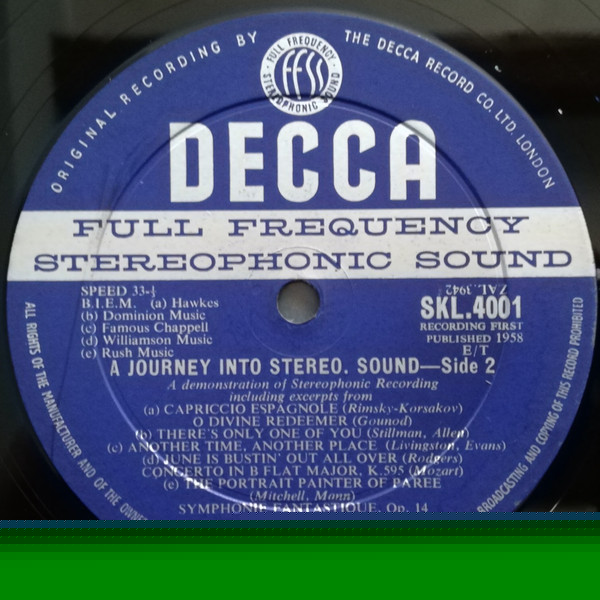 ORIGINAL RECORDING BY
THE DECCA RECORD CO. LTD. LONDON
FULL FREQUENCY
FFSS
STEREOPHONIC SOUND
DECCA
FULL FREQUENCY
STEREOPHONIC SOUND
SPEED 33-⅓
B.I.E.M. (a) Hawkes
(b) Dominion Music
(c) Famous Chappell
(d) Williamson Music
(e) Rush Music
ZAL.3942
SKL.4001
RECORDING FIRST
PUBLISHED 1958
E/T
A JOURNEY INTO STEREO. SOUND—Side 2
A demonstration of Stereophonic Recording
including excerpts from
(a) CAPRICCIO ESPAGNOLE (Rimsky-Korsakov)
O DIVINE REDEEMER (Gounod)
(b) THERE'S ONLY ONE OF YOU (Stillman, Allen)
(c) ANOTHER TIME, ANOTHER PLACE (Livingston, Evans)
(d) JUNE IS BUSTIN' OUT ALL OVER (Rodgers)
CONCERTO IN B FLAT MAJOR, K.595 (Mozart)
(e) THE PORTRAIT PAINTER OF PAREE
(Mitchell, Mann)
SYMPHONIE FANTASTIQUE, Op. 14
ALL RIGHTS OF THE MANUFACTURER AND OF THE OWNE
BROADCASTING AND COPYING OF THIS RECORD PROHIBITED